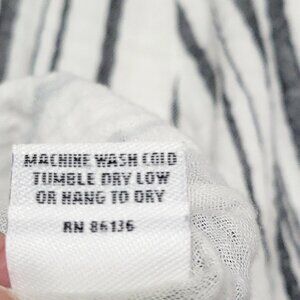 MACHINE WASH COLD
TUMBLE DRY LOW
OR HANG TO DRY
RN 86136